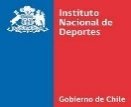 Instituto
Nacional de
Deportes
Gobierno de Chile